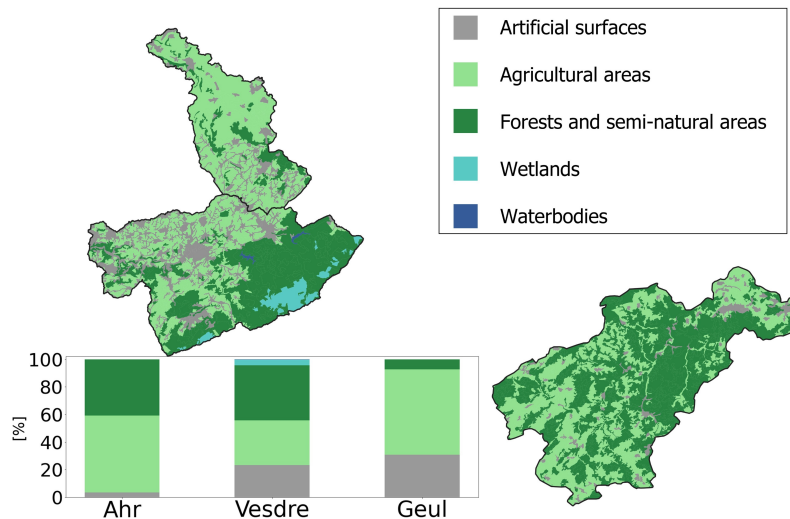 Artificial surfaces
Agricultural areas
Forests and semi-natural areas
Wetlands
Waterbodies
100
80
60
40
20
0
[%]
Ahr Vesdre Geul